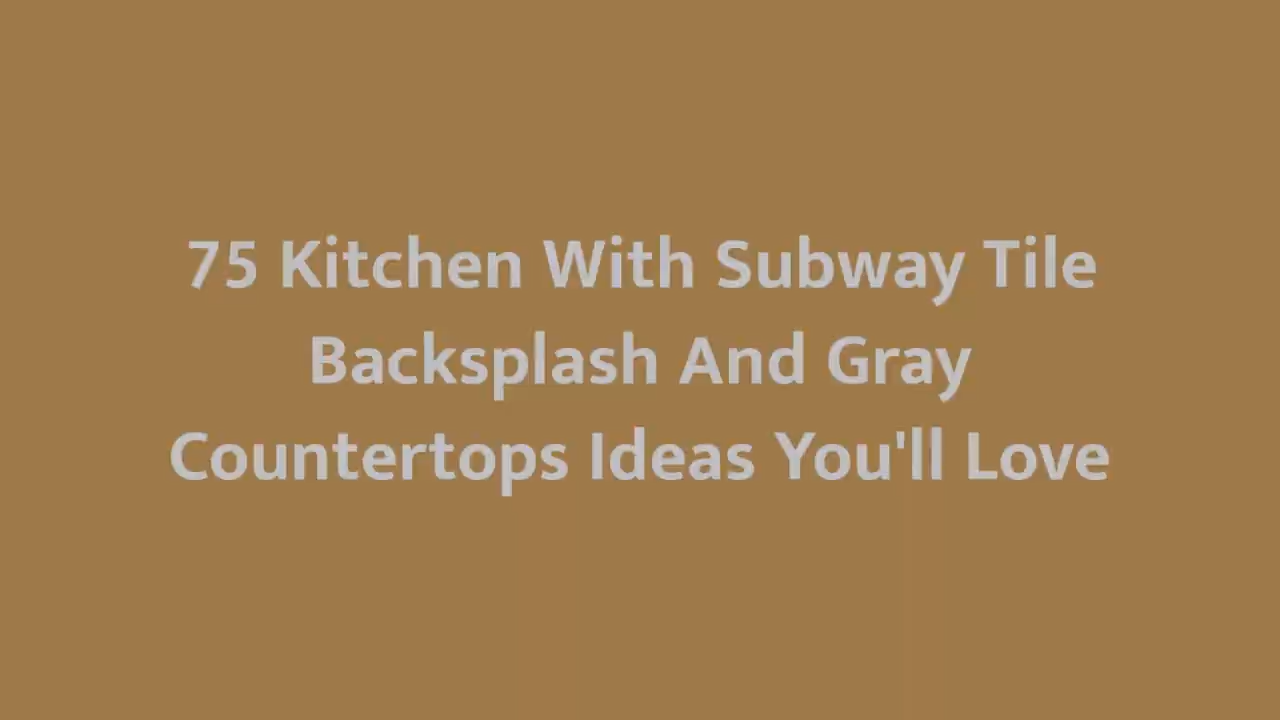 75 Kitchen With Subway Tile
Backsplash And Gray
Countertops Ideas You'll Love